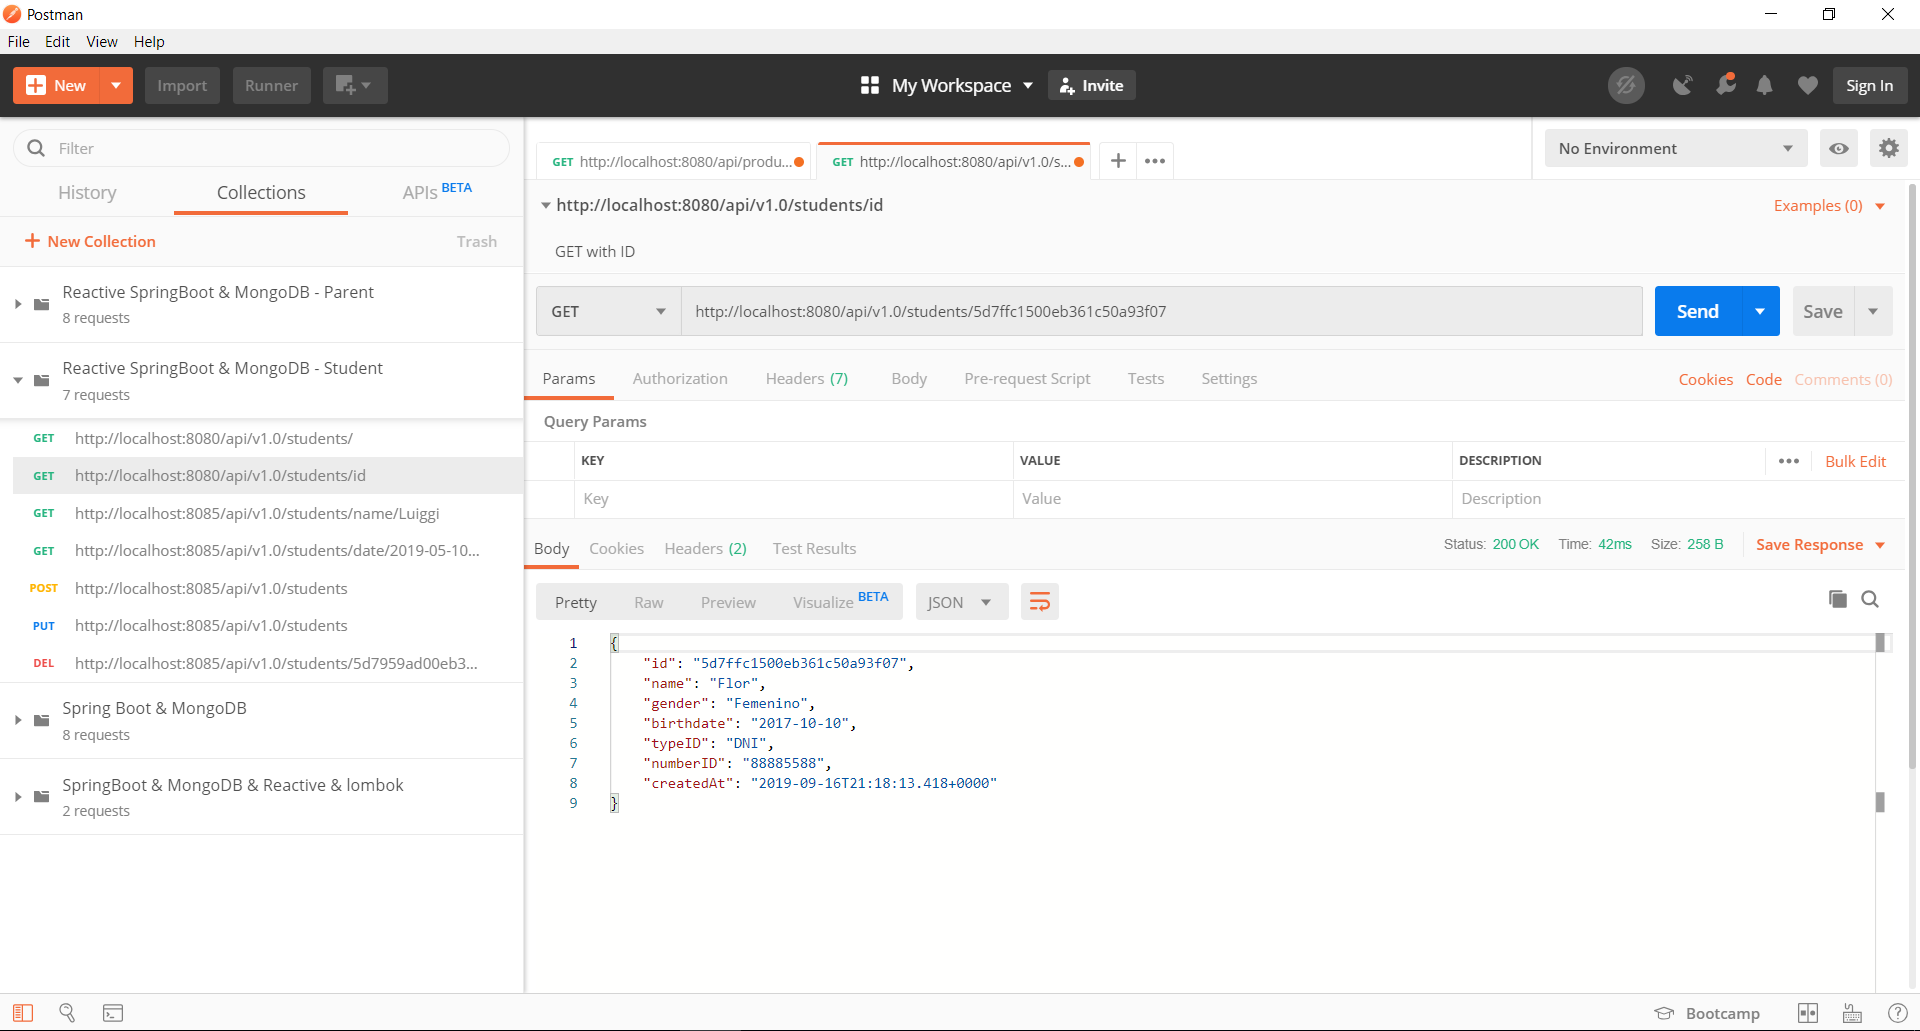 Postman
File Edit View Help
New Import Runner My Workspace Invite Sign In
Filter
History Collections APIs BETA
New Collection Trash
Reactive SpringBoot & MongoDB - Parent
8 requests
Reactive SpringBoot & MongoDB - Student
7 requests
GET http://localhost:8080/api/v1.0/students/
GET http://localhost:8080/api/v1.0/students/id
GET http://localhost:8085/api/v1.0/students/name/Luiggi
GET http://localhost:8085/api/v1.0/students/date/2019-05-10...
POST http://localhost:8085/api/v1.0/students
PUT http://localhost:8085/api/v1.0/students
DEL http://localhost:8085/api/v1.0/students/5d7959ad00eb3...
Spring Boot & MongoDB
8 requests
SpringBoot & MongoDB & Reactive & lombok
2 requests
GET http://localhost:8080/api/produ... GET http://localhost:8080/api/v1.0/s... No Environment
http://localhost:8080/api/v1.0/students/id Examples (0)
GET with ID
GET http://localhost:8080/api/v1.0/students/5d7ffc1500eb361c50a93f07 Send Save
Params Authorization Headers (7) Body Pre-request Script Tests Settings Cookies Code Comments (0)
Query Params
KEY VALUE DESCRIPTION Bulk Edit
Key Value Description
Body Cookies Headers (2) Test Results Status: 200 OK Time: 42ms Size: 258 B Save Response
Pretty Raw Preview Visualize BETA JSON
1 {
2 "id": "5d7ffc1500eb361c50a93f07",
3 "name": "Flor",
4 "gender": "Femenino",
5 "birthdate": "2017-10-10",
6 "typeID": "DNI",
7 "numberID": "88885588",
8 "createdAt": "2019-09-16T21:18:13.418+0000"
9 }
Bootcamp